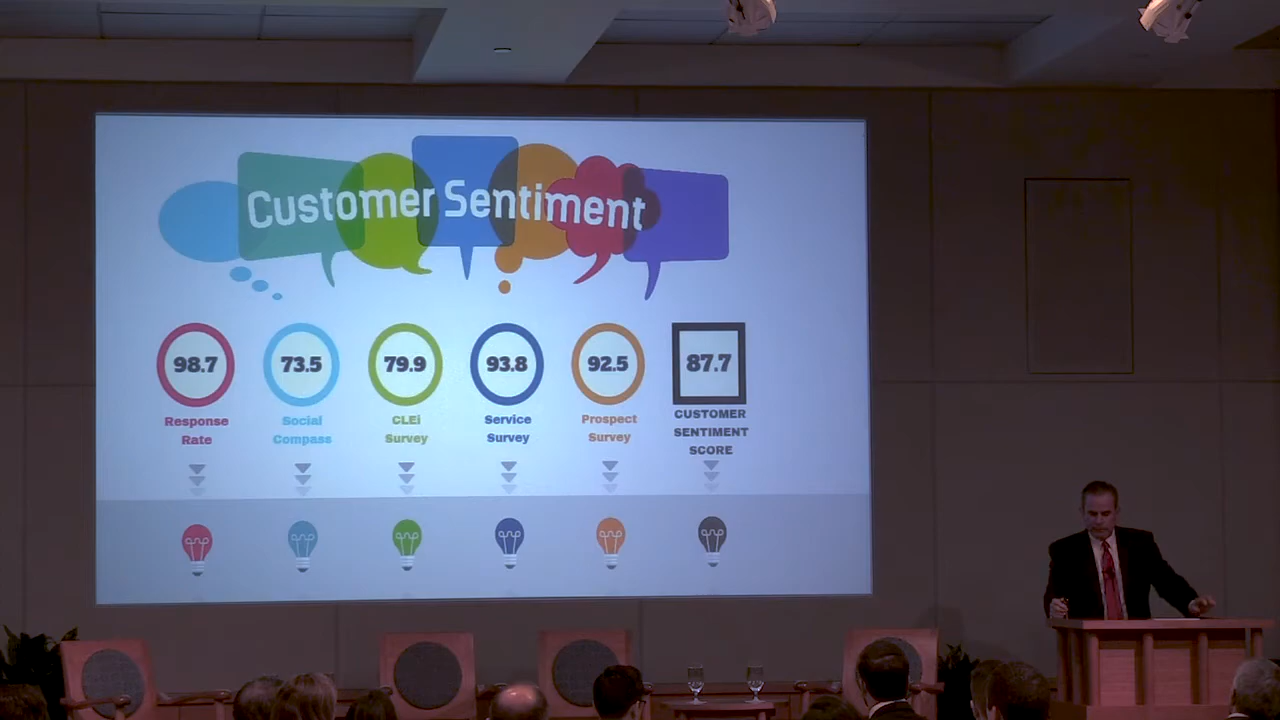 Customer Sentiment
98.7
73.5
79.9
93.8
92.5
87.7
Response
Rate
Social
Compass
CLEi
Survey
Service
Survey
Prospect
Survey
CUSTOMER
SENTIMENT
SCORE